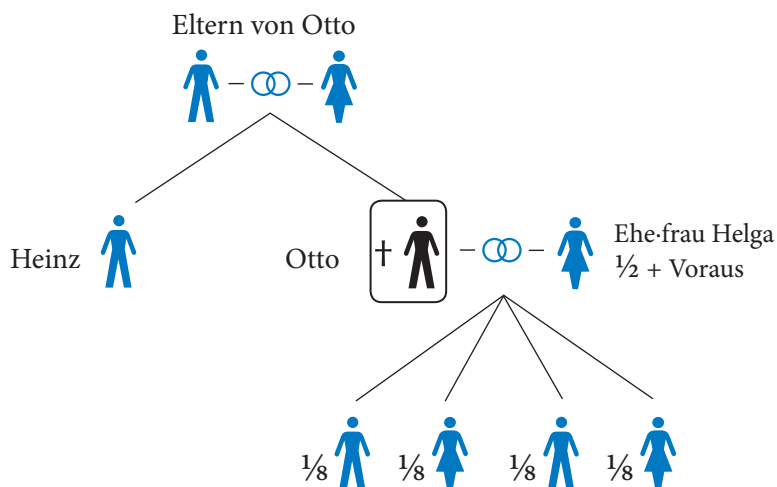 Eltern von Otto
Heinz
Otto
†
Ehe·frau Helga
½ + Voraus
⅛
⅛
⅛
⅛